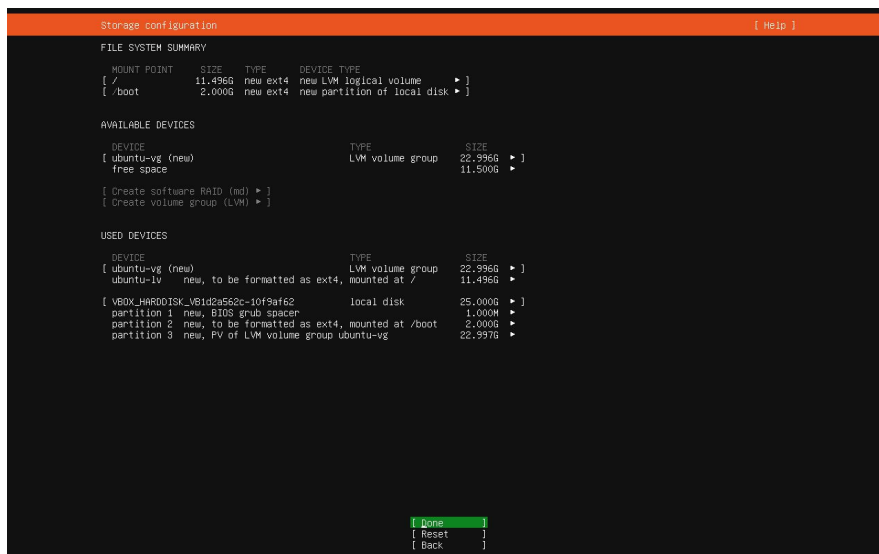 Storage configuration [ Help ]
FILE SYSTEM SUMMARY
MOUNT POINT SIZE TYPE DEVICE TYPE
[ / 11.496G new ext4 new LVM logical volume ▸ ]
[ /boot 2.000G new ext4 new partition of local disk ▸ ]
AVAILABLE DEVICES
DEVICE TYPE SIZE
[ ubuntu-vg (new) LVM volume group 22.996G ▸ ]
free space 11.500G ▸
[ Create software RAID (md) ▸ ]
[ Create volume group (LVM) ▸ ]
USED DEVICES
DEVICE TYPE SIZE
[ ubuntu-vg (new) LVM volume group 22.996G ▸ ]
ubuntu-lv new, to be formatted as ext4, mounted at / 11.496G ▸
[ VBOX_HARDDISK_VB1d2a562c-10f9af62 local disk 25.000G ▸ ]
partition 1 new, BIOS grub spacer 1.000M ▸
partition 2 new, to be formatted as ext4, mounted at /boot 2.000G ▸
partition 3 new, PV of LVM volume group ubuntu-vg 22.997G ▸
[ Done ]
[ Reset ]
[ Back ]